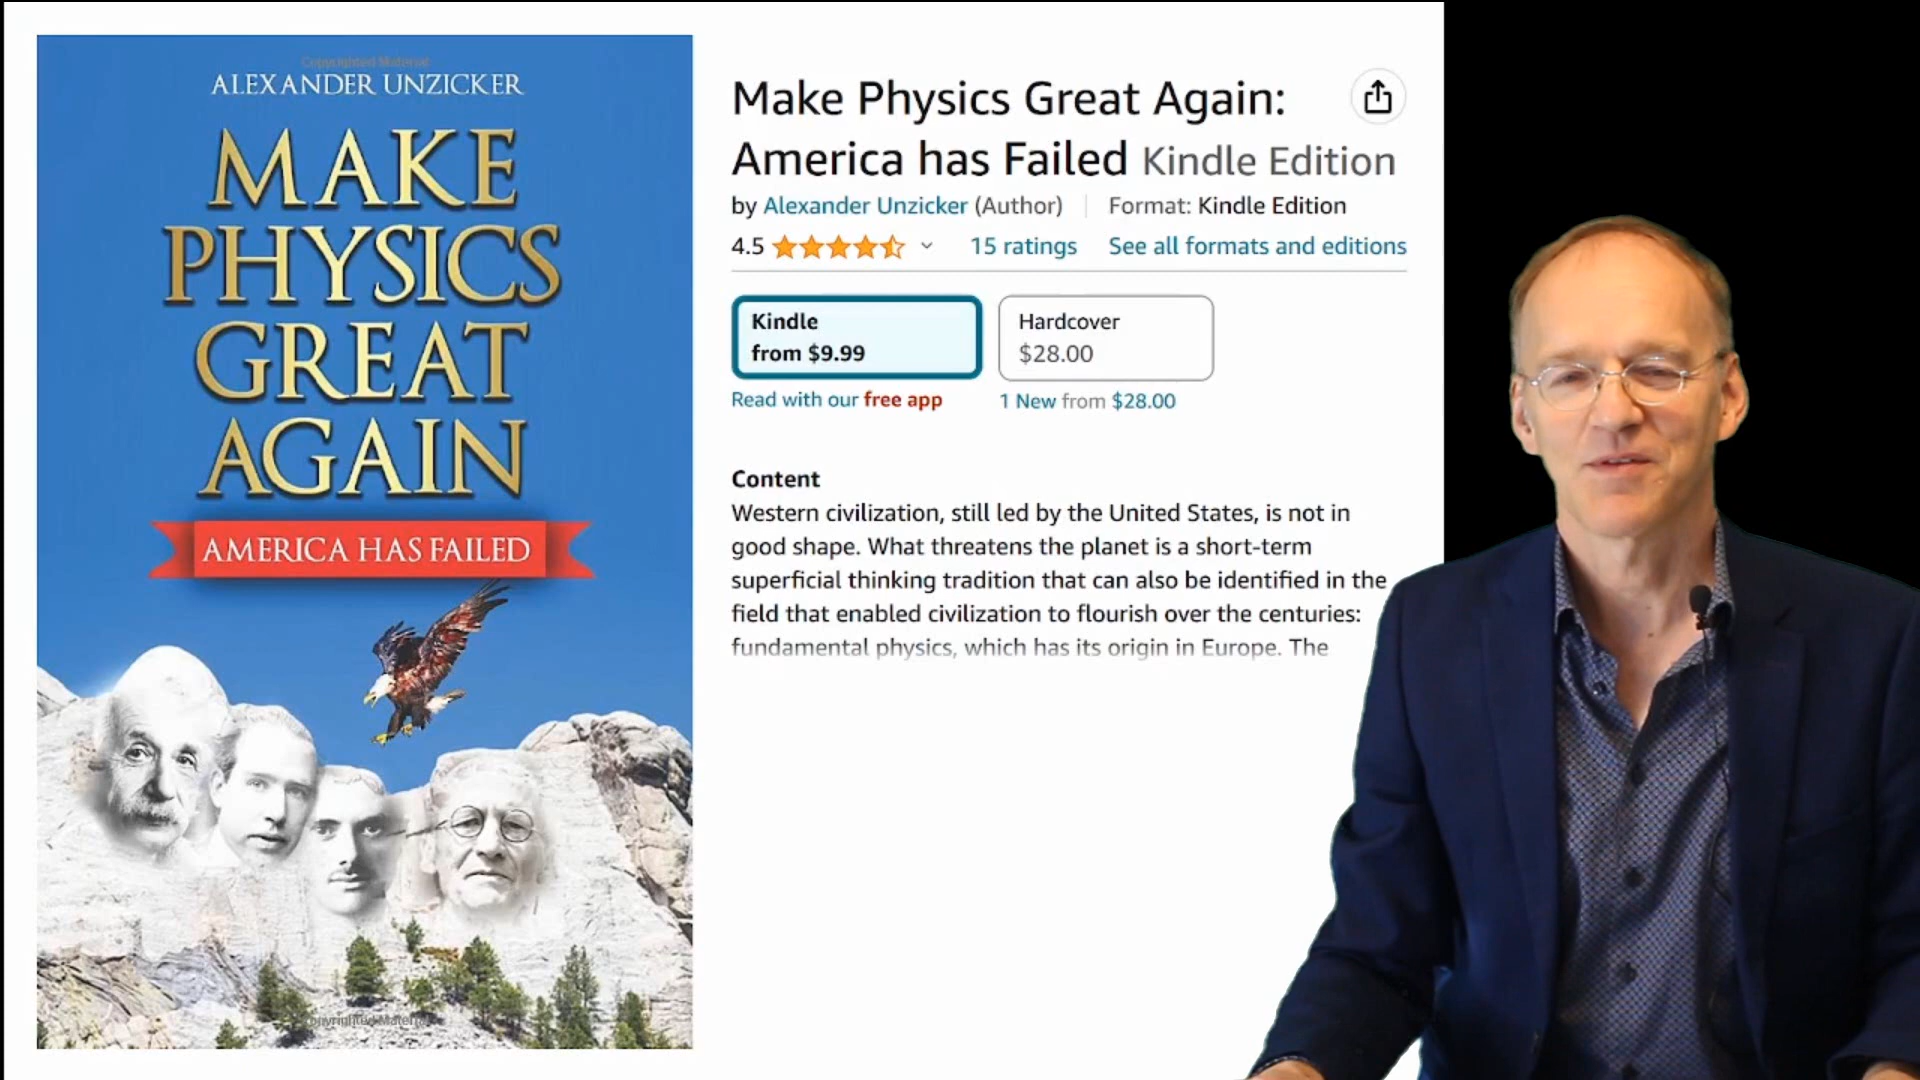 Copyrighted Material
ALEXANDER UNZICKER
MAKE
PHYSICS
GREAT
AGAIN
AMERICA HAS FAILED
Copyrighted Material
Make Physics Great Again:
America has Failed Kindle Edition
by Alexander Unzicker (Author) Format: Kindle Edition
4.5 15 ratings See all formats and editions
Kindle
from $9.99
Hardcover
$28.00
Read with our free app
1 New from $28.00
Content
Western civilization, still led by the United States, is not in
good shape. What threatens the planet is a short-term
superficial thinking tradition that can also be identified in the
field that enabled civilization to flourish over the centuries:
fundamental physics, which has its origin in Europe. The